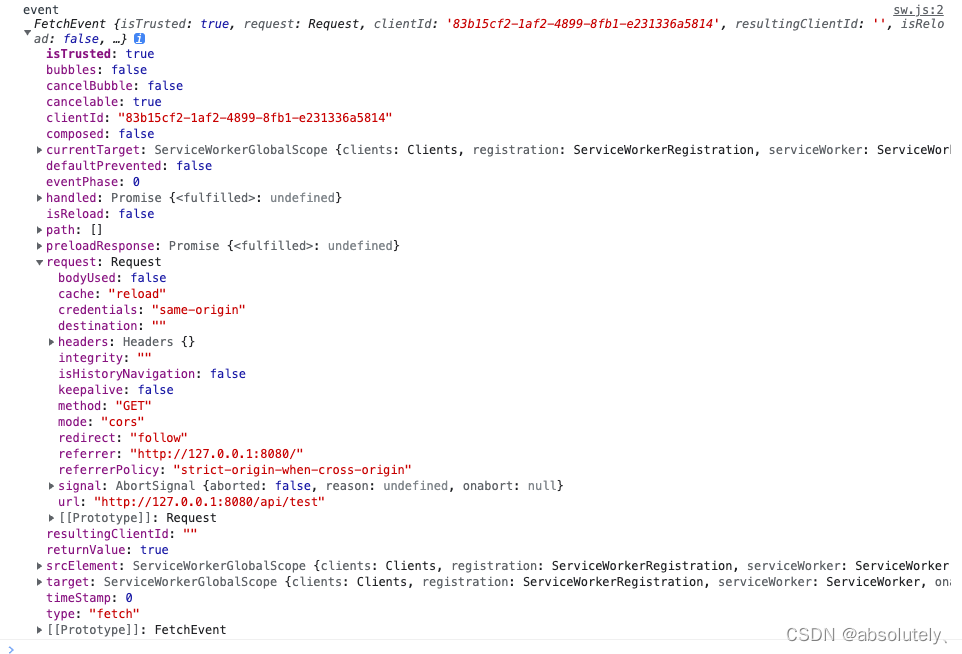 event sw.js:2
FetchEvent {isTrusted: true, request: Request, clientId: '83b15cf2-1af2-4899-8fb1-e231336a5814', resultingClientId: '', isRelo
ad: false, …} i
isTrusted: true
bubbles: false
cancelBubble: false
cancelable: true
clientId: "83b15cf2-1af2-4899-8fb1-e231336a5814"
composed: false
currentTarget: ServiceWorkerGlobalScope {clients: Clients, registration: ServiceWorkerRegistration, serviceWorker: ServiceWor
defaultPrevented: false
eventPhase: 0
handled: Promise {<fulfilled>: undefined}
isReload: false
path: []
preloadResponse: Promise {<fulfilled>: undefined}
request: Request
bodyUsed: false
cache: "reload"
credentials: "same-origin"
destination: ""
headers: Headers {}
integrity: ""
isHistoryNavigation: false
keepalive: false
method: "GET"
mode: "cors"
redirect: "follow"
referrer: "http://127.0.0.1:8080/"
referrerPolicy: "strict-origin-when-cross-origin"
signal: AbortSignal {aborted: false, reason: undefined, onabort: null}
url: "http://127.0.0.1:8080/api/test"
[[Prototype]]: Request
resultingClientId: ""
returnValue: true
srcElement: ServiceWorkerGlobalScope {clients: Clients, registration: ServiceWorkerRegistration, serviceWorker: ServiceWorker
target: ServiceWorkerGlobalScope {clients: Clients, registration: ServiceWorkerRegistration, serviceWorker: ServiceWorker, ona
timeStamp: 0
type: "fetch"
[[Prototype]]: FetchEvent
CSDN @absolutely、